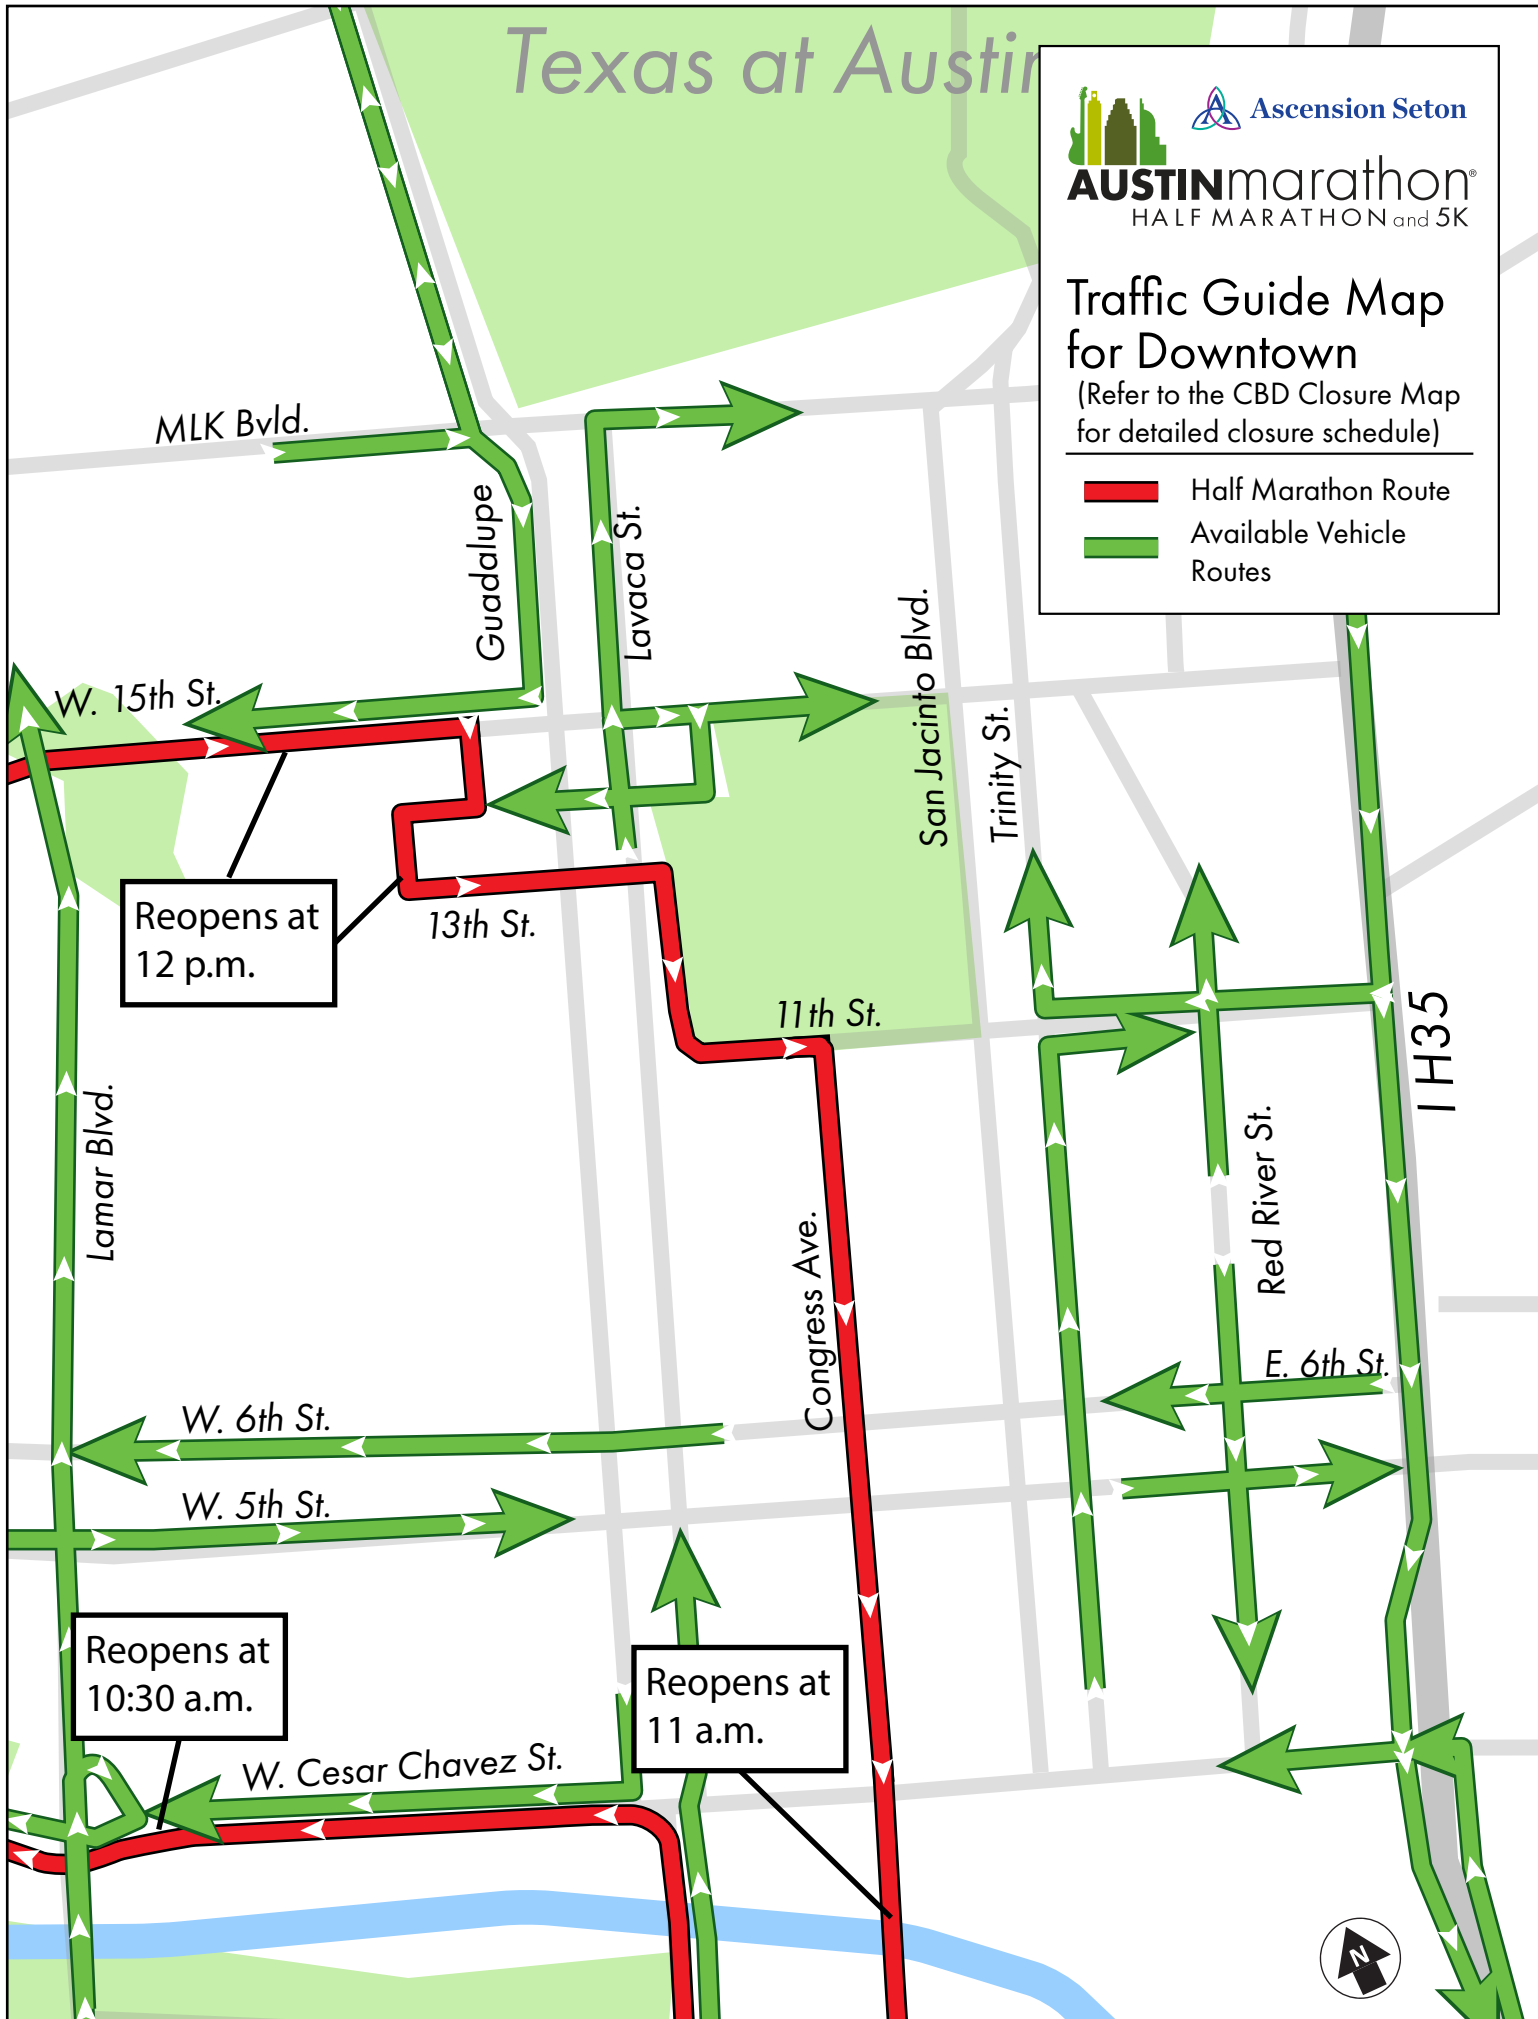 Texas at Austin
Ascension Seton
AUSTINmarathon®
HALF MARATHON and 5K
Traffic Guide Map
for Downtown
(Refer to the CBD Closure Map
for detailed closure schedule)
Half Marathon Route
Available Vehicle
Routes
MLK Bvld.
Guadalupe
Lavaca St.
San Jacinto Blvd.
Trinity St.
W. 15th St.
Reopens at
12 p.m.
13th St.
11th St.
I H35
Lamar Blvd.
Red River St.
Congress Ave.
E. 6th St.
W. 6th St.
W. 5th St.
Reopens at
10:30 a.m.
Reopens at
11 a.m.
W. Cesar Chavez St.
N